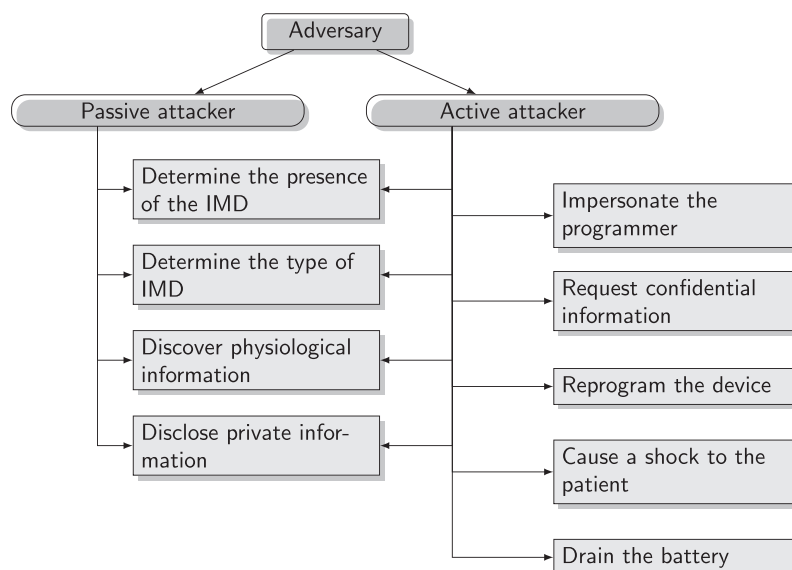 Adversary
Passive attacker
Active attacker
Determine the presence
of the IMD
Determine the type of
IMD
Discover physiological
information
Disclose private infor-
mation
Impersonate the
programmer
Request confidential
information
Reprogram the device
Cause a shock to the
patient
Drain the battery